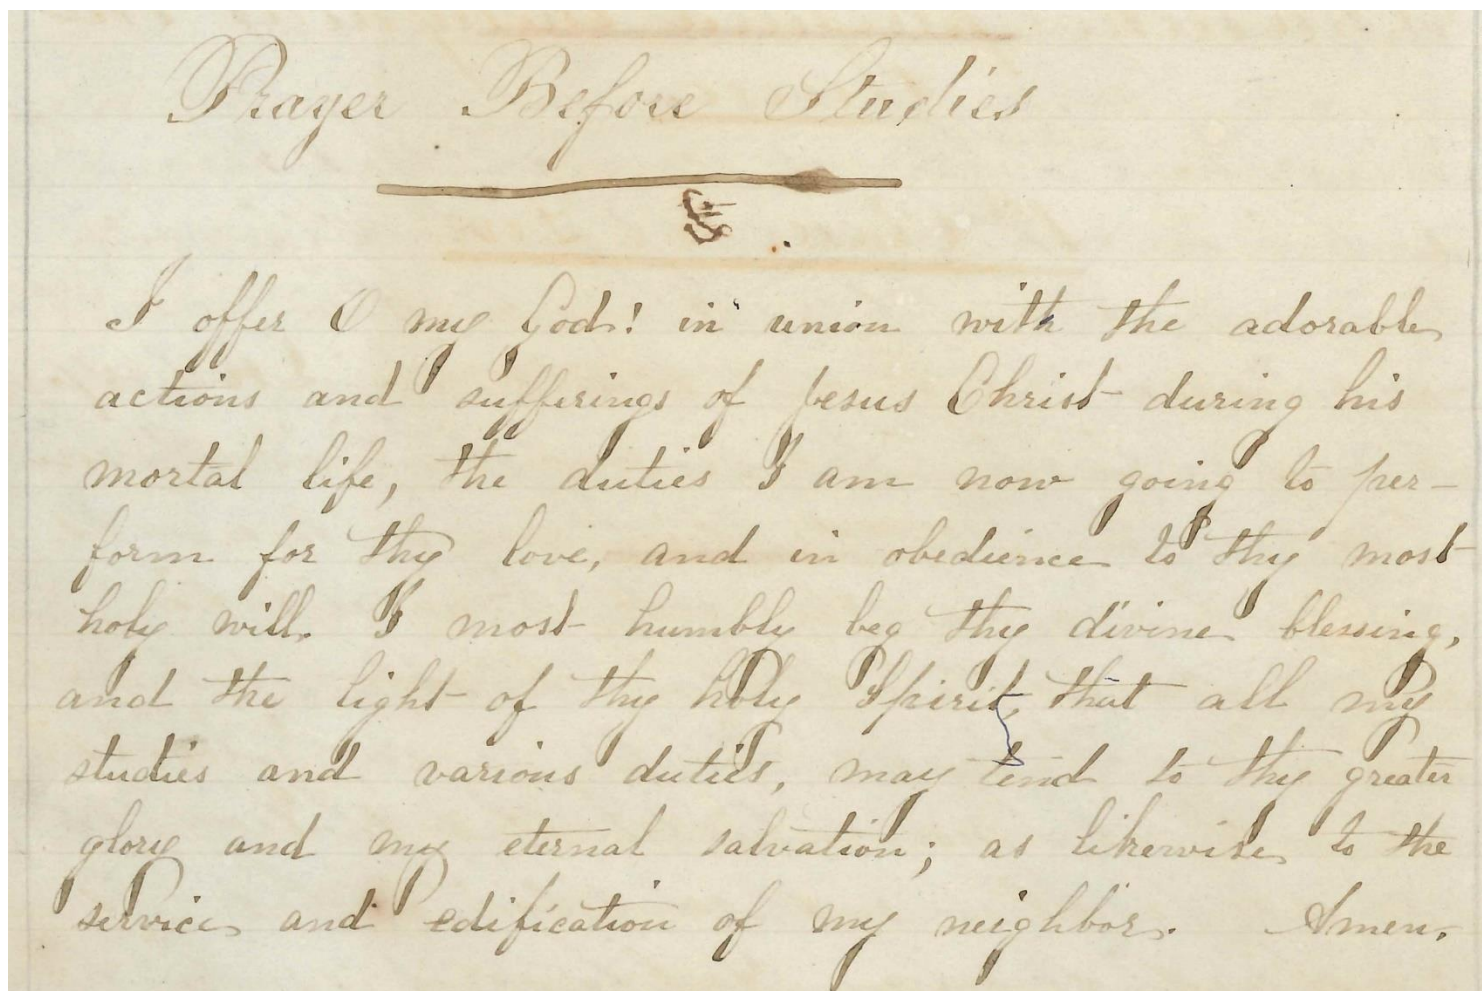 Prayer Before Studies
I offer O my God! in union with the adorable
actions and sufferings of Jesus Christ during his
mortal life, the duties I am now going to per-
form for thy love, and in obedience to thy most
holy will. I most humbly beg thy divine blessing,
and the light of thy holy Spirit, that all my
studies and various duties, may tend to thy greater
glory and my eternal salvation; as likewise to the
service and edification of my neighbor. Amen.